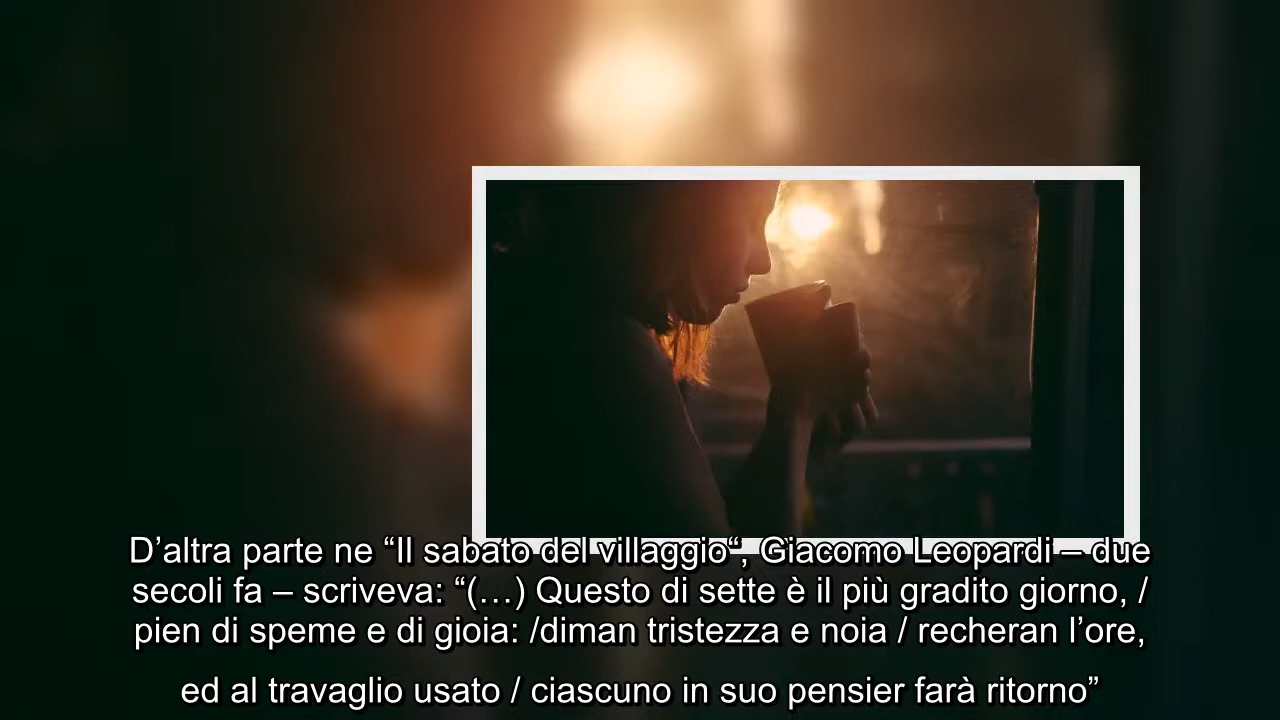 D’altra parte ne “Il sabato del villaggio“, Giacomo Leopardi – due
secoli fa – scriveva: “(…) Questo di sette è il più gradito giorno, /
pien di speme e di gioia: /diman tristezza e noia / recheran l’ore,
ed al travaglio usato / ciascuno in suo pensier farà ritorno”